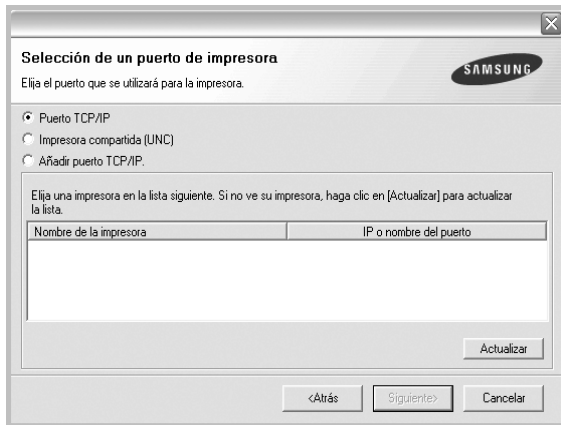 Selección de un puerto de impresora
Elija el puerto que se utilizará para la impresora.
SAMSUNG
Puerto TCP/IP
Impresora compartida (UNC)
Añadir puerto TCP/IP.
Elija una impresora en la lista siguiente. Si no ve su impresora, haga clic en [Actualizar] para actualizar
la lista.
Nombre de la impresora IP o nombre del puerto
Actualizar
<Atrás Siguiente> Cancelar